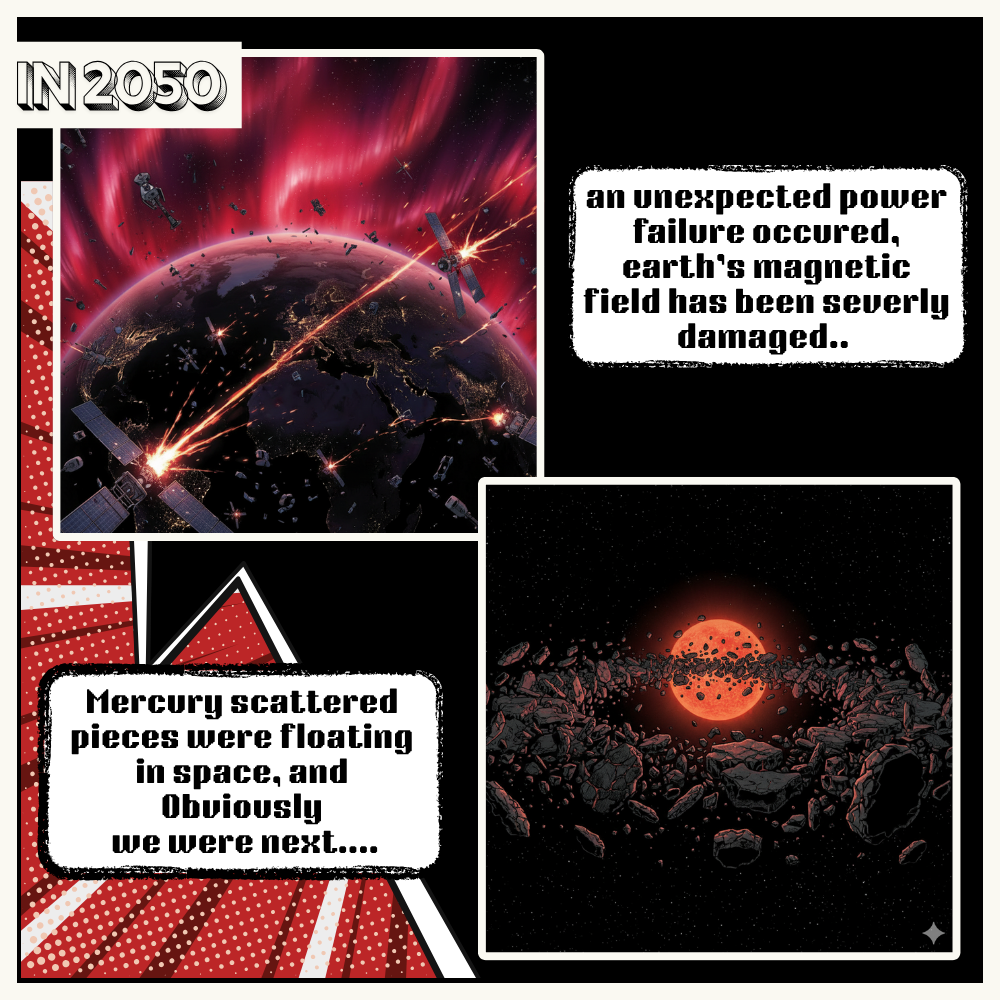 IN 2050
an unexpected power
failure occured,
earth's magnetic
field has been severly
damaged..
Mercury scattered
pieces were floating
in space, and
Obviously
we were next....